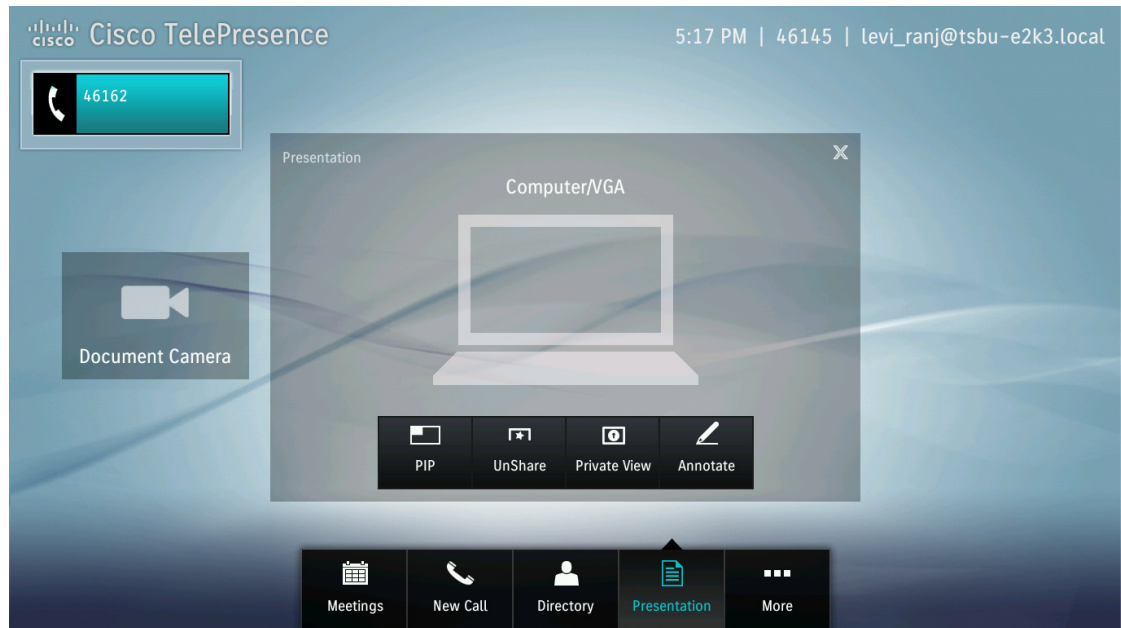 cisco Cisco TelePresence
5:17 PM | 46145 | levi_ranj@tsbu-e2k3.local
46162
Presentation
X
Computer/VGA
Document Camera
PIP UnShare Private View Annotate
Meetings New Call Directory Presentation More